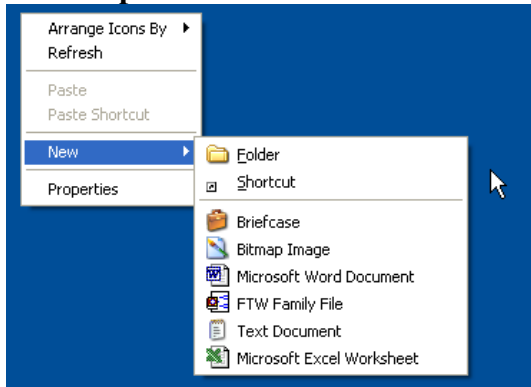 Arrange Icons By
Refresh
Paste
Paste Shortcut
New
Properties
Folder
Shortcut
Briefcase
Bitmap Image
Microsoft Word Document
FTW Family File
Text Document
Microsoft Excel Worksheet